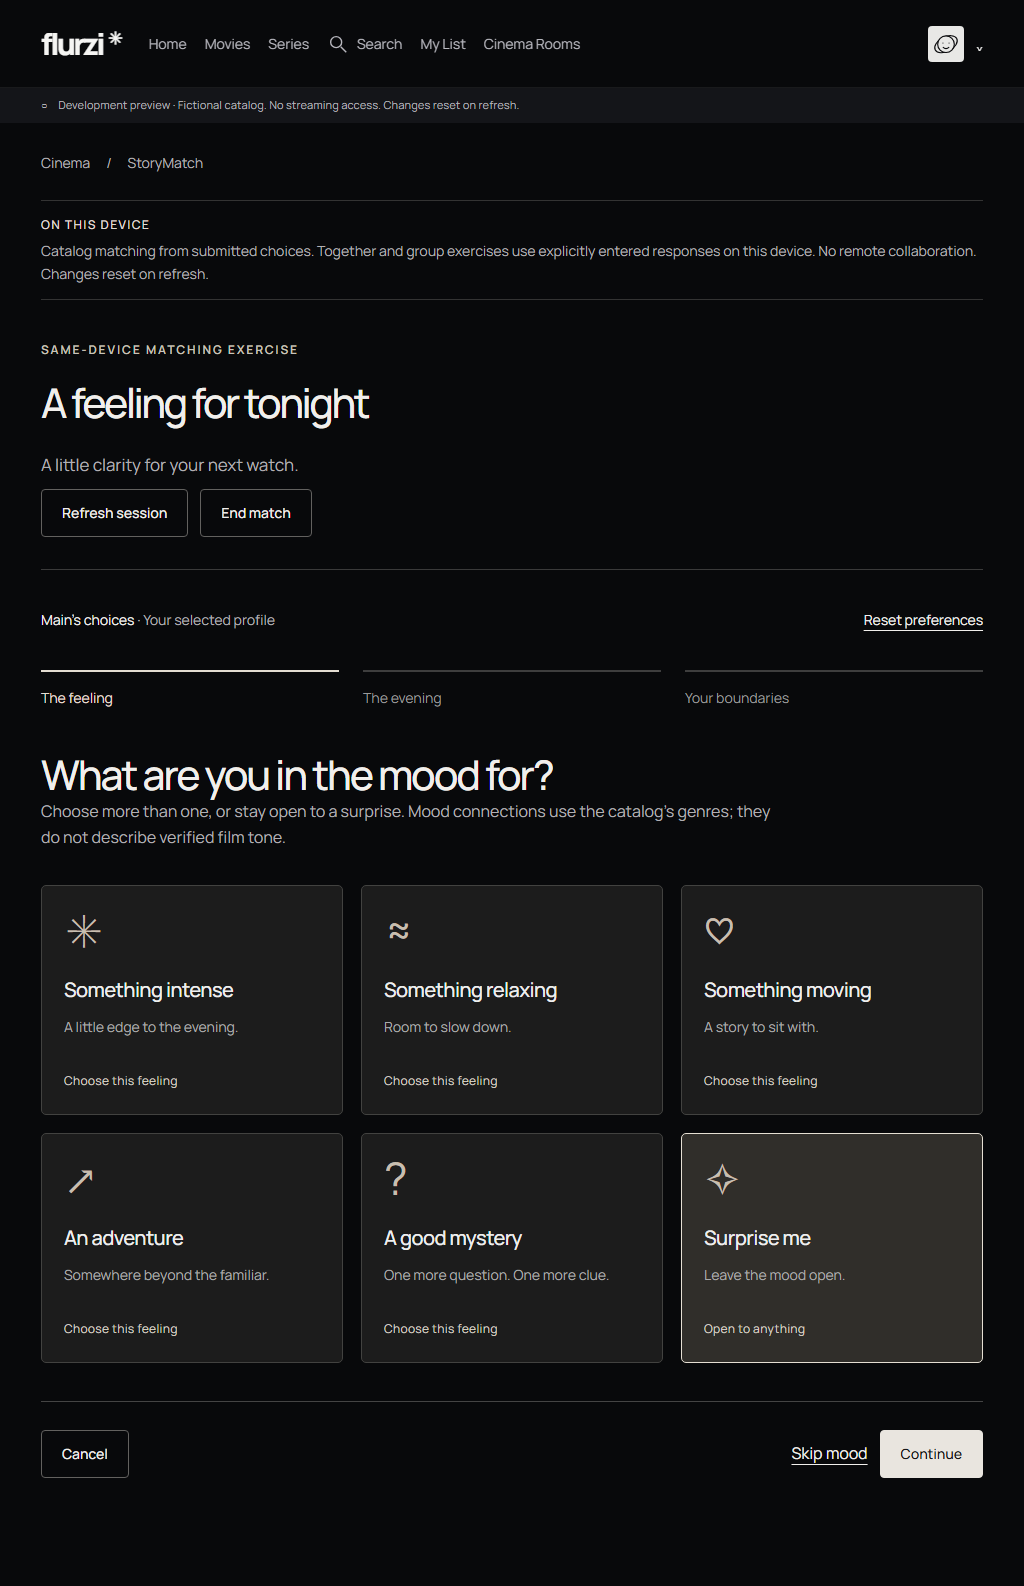 flurzi*
Home Movies Series Search My List Cinema Rooms
Development preview · Fictional catalog. No streaming access. Changes reset on refresh.
Cinema / StoryMatch
ON THIS DEVICE
Catalog matching from submitted choices. Together and group exercises use explicitly entered responses on this device. No remote collaboration.
Changes reset on refresh.
SAME-DEVICE MATCHING EXERCISE
A feeling for tonight
A little clarity for your next watch.
Refresh session End match
Main's choices · Your selected profile Reset preferences
The feeling The evening Your boundaries
What are you in the mood for?
Choose more than one, or stay open to a surprise. Mood connections use the catalog's genres; they
do not describe verified film tone.
Something intense
A little edge to the evening.
Choose this feeling
Something relaxing
Room to slow down.
Choose this feeling
Something moving
A story to sit with.
Choose this feeling
An adventure
Somewhere beyond the familiar.
Choose this feeling
?
A good mystery
One more question. One more clue.
Choose this feeling
Surprise me
Leave the mood open.
Open to anything
Cancel Skip mood Continue